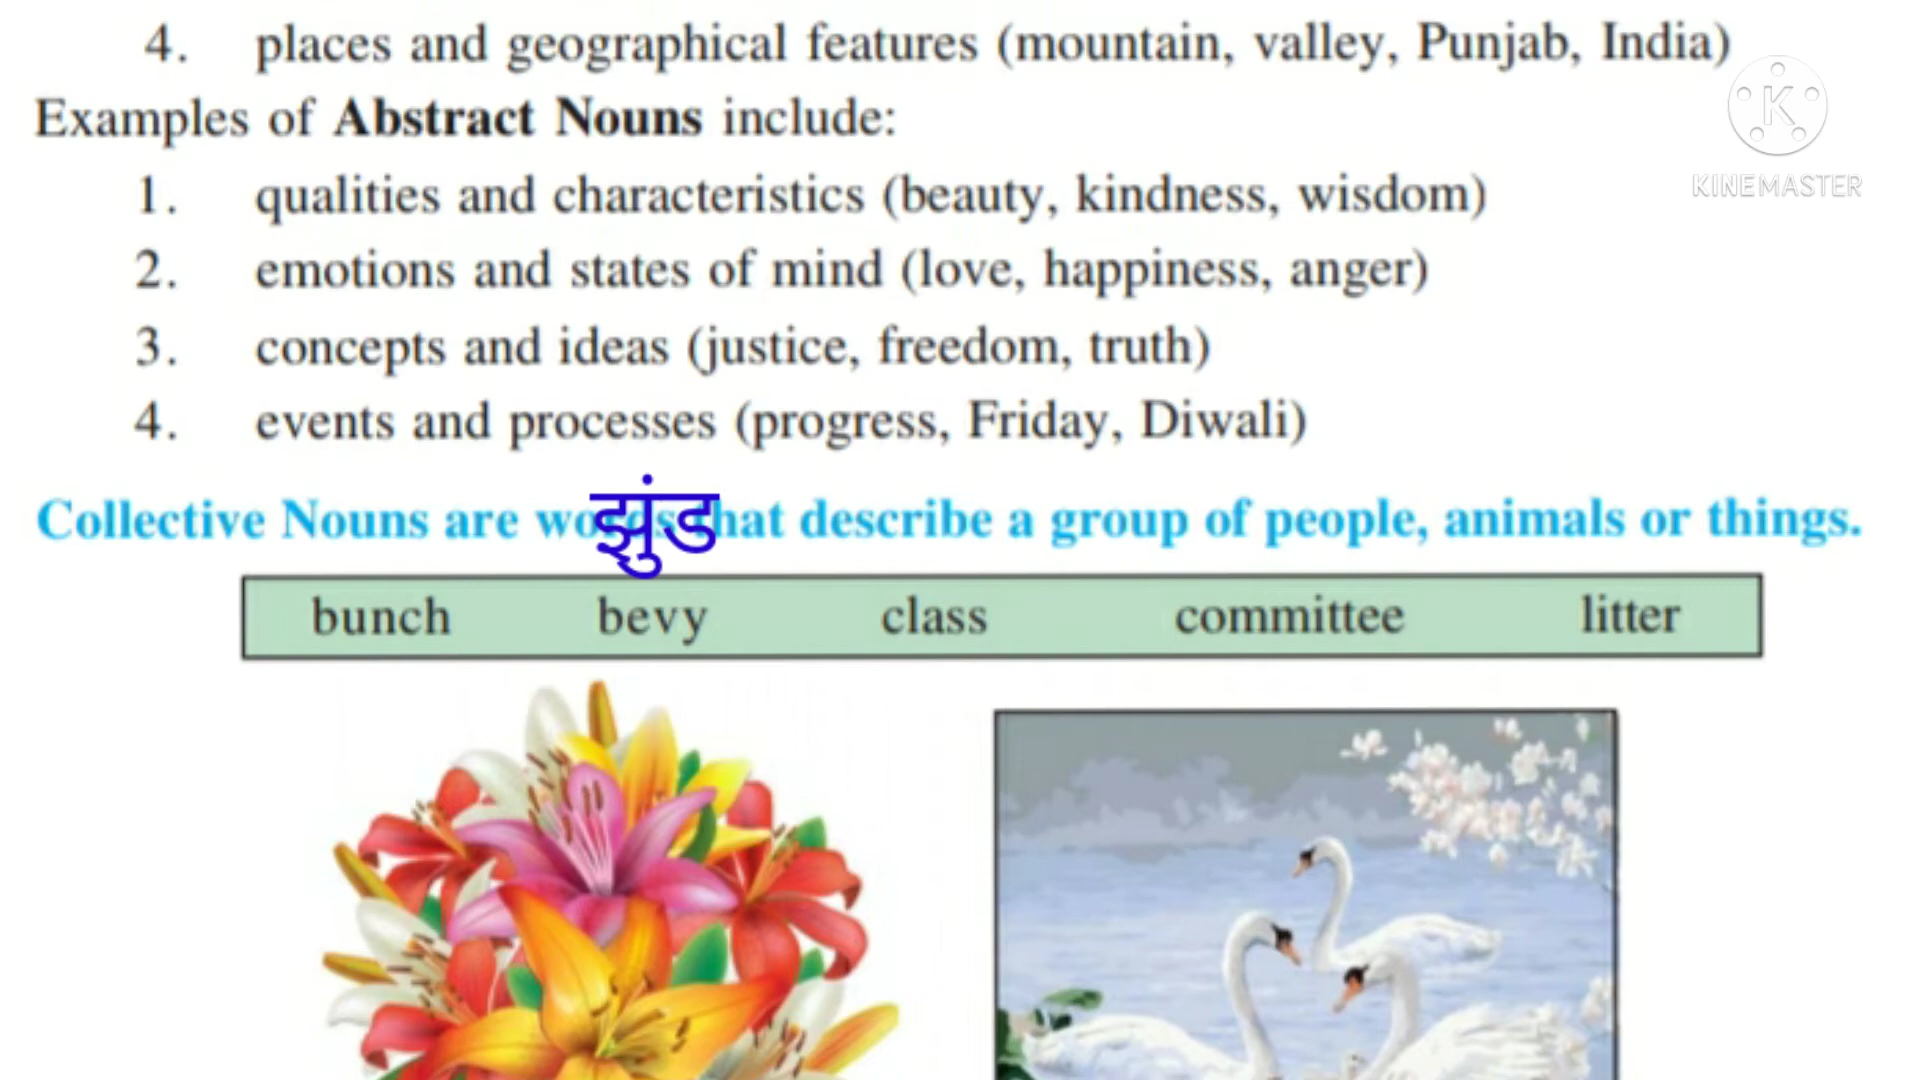 4. places and geographical features (mountain, valley, Punjab, India)
KINEMASTER
Examples of Abstract Nouns include:
1. qualities and characteristics (beauty, kindness, wisdom)
2. emotions and states of mind (love, happiness, anger)
3. concepts and ideas (justice, freedom, truth)
4. events and processes (progress, Friday, Diwali)
Collective Nouns are words that describe a group of people, animals or things.
झुंड
bunch bevy class committee litter